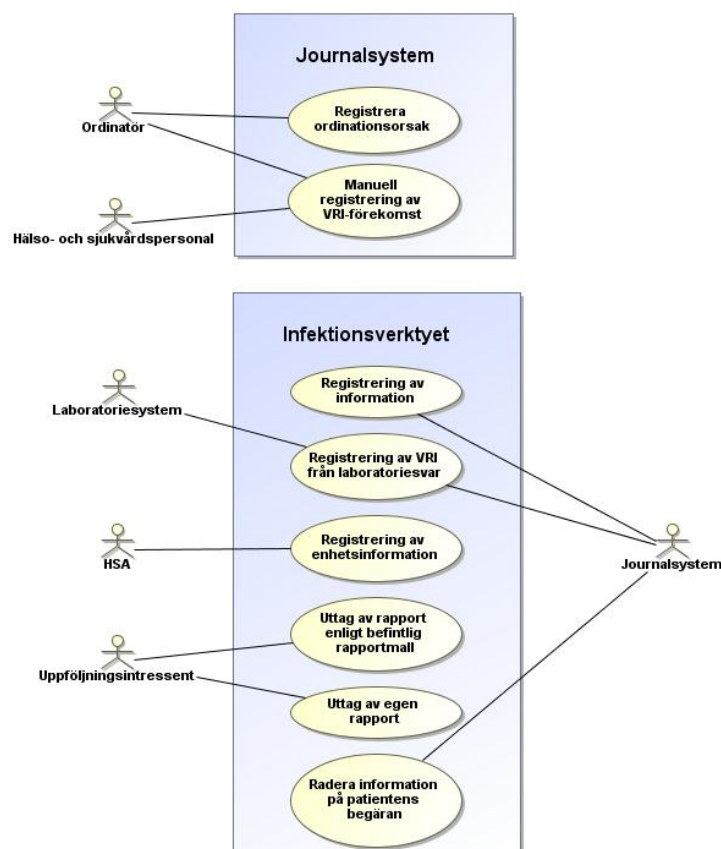 Journalsystem
Registrera
ordinationsorsak
Ordinatör
Manuell
registrering av
VRI-förekomst
Hälso- och sjukvårdspersonal
Infektionsverktyet
Registrering av
information
Laboratoriesystem
Registrering av VRI
från laboratoriesvar
Registrering av
enhetsinformation
HSA
Journalsystem
Uttag av rapport
enligt befintlig
rapportmall
Uppföljningsintressent
Uttag av egen
rapport
Radera information
på patientens
begäran